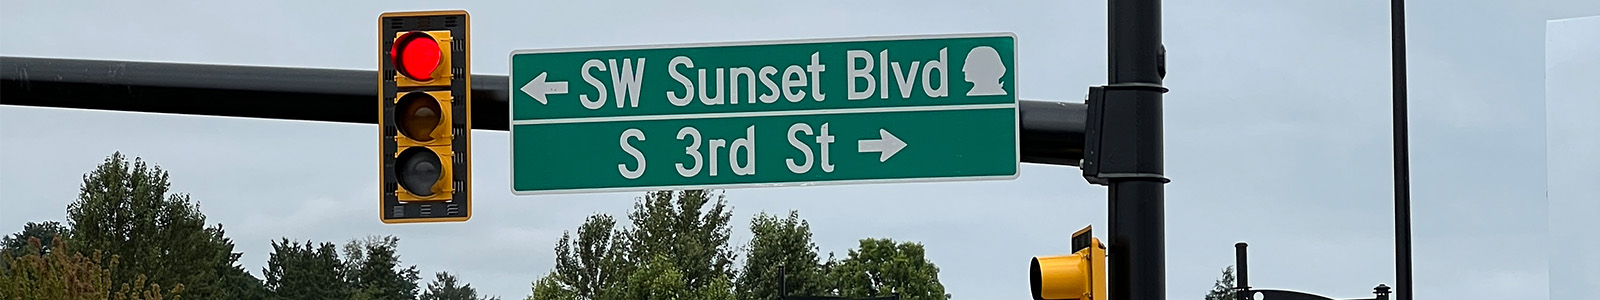 ← SW Sunset Blvd
S 3rd St →